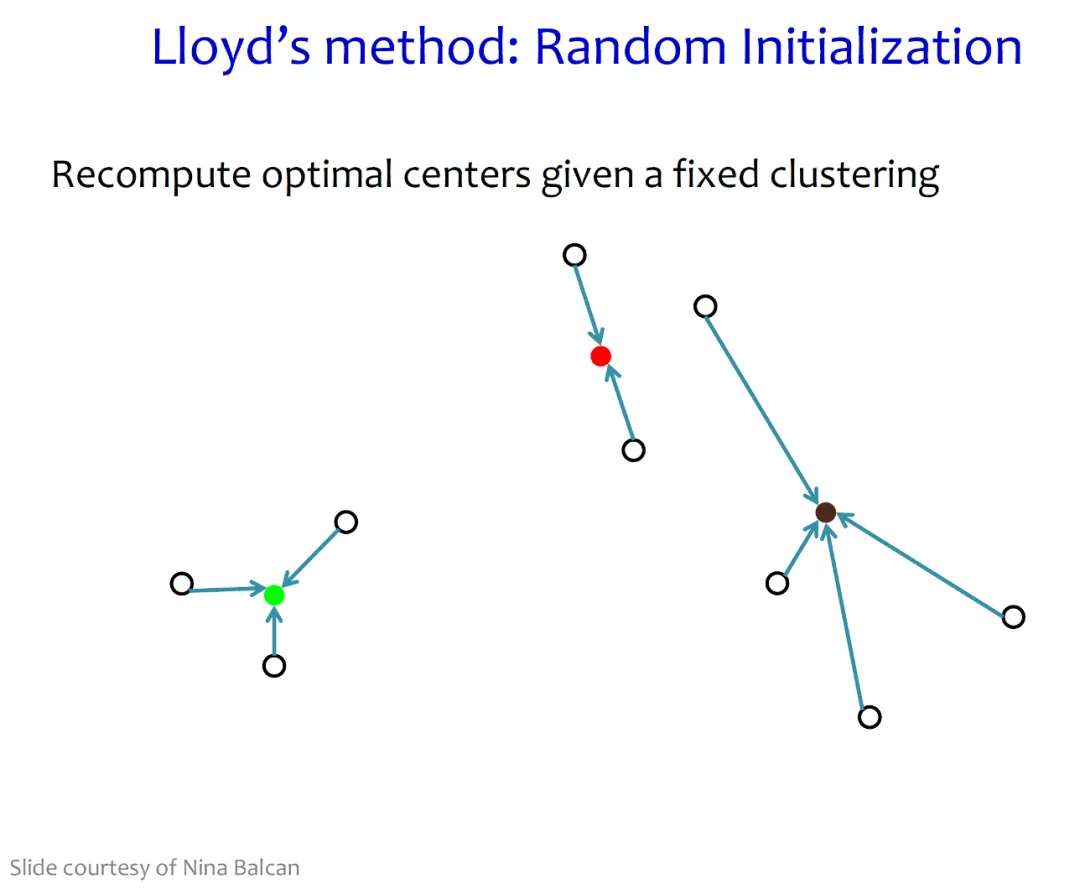 Lloyd’s method: Random Initialization
Recompute optimal centers given a fixed clustering
Slide courtesy of Nina Balcan